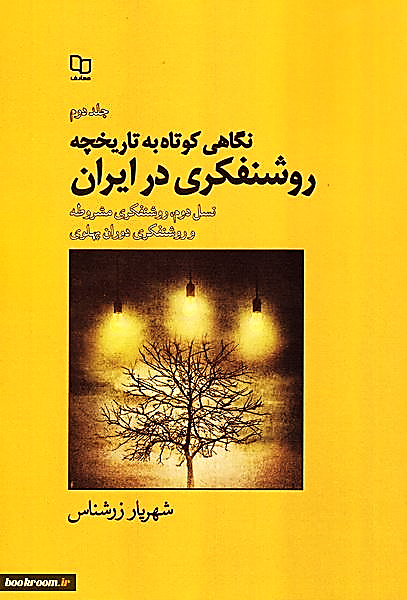 معارف
جلد دوم
نگاهی کوتاه به تاریخچه
روشنفکری در ایران
نسل دوم، روشنفکری مشروطه
و روشنفکری دوران پهلوی
شهریار زرشناس
bookroom.ir